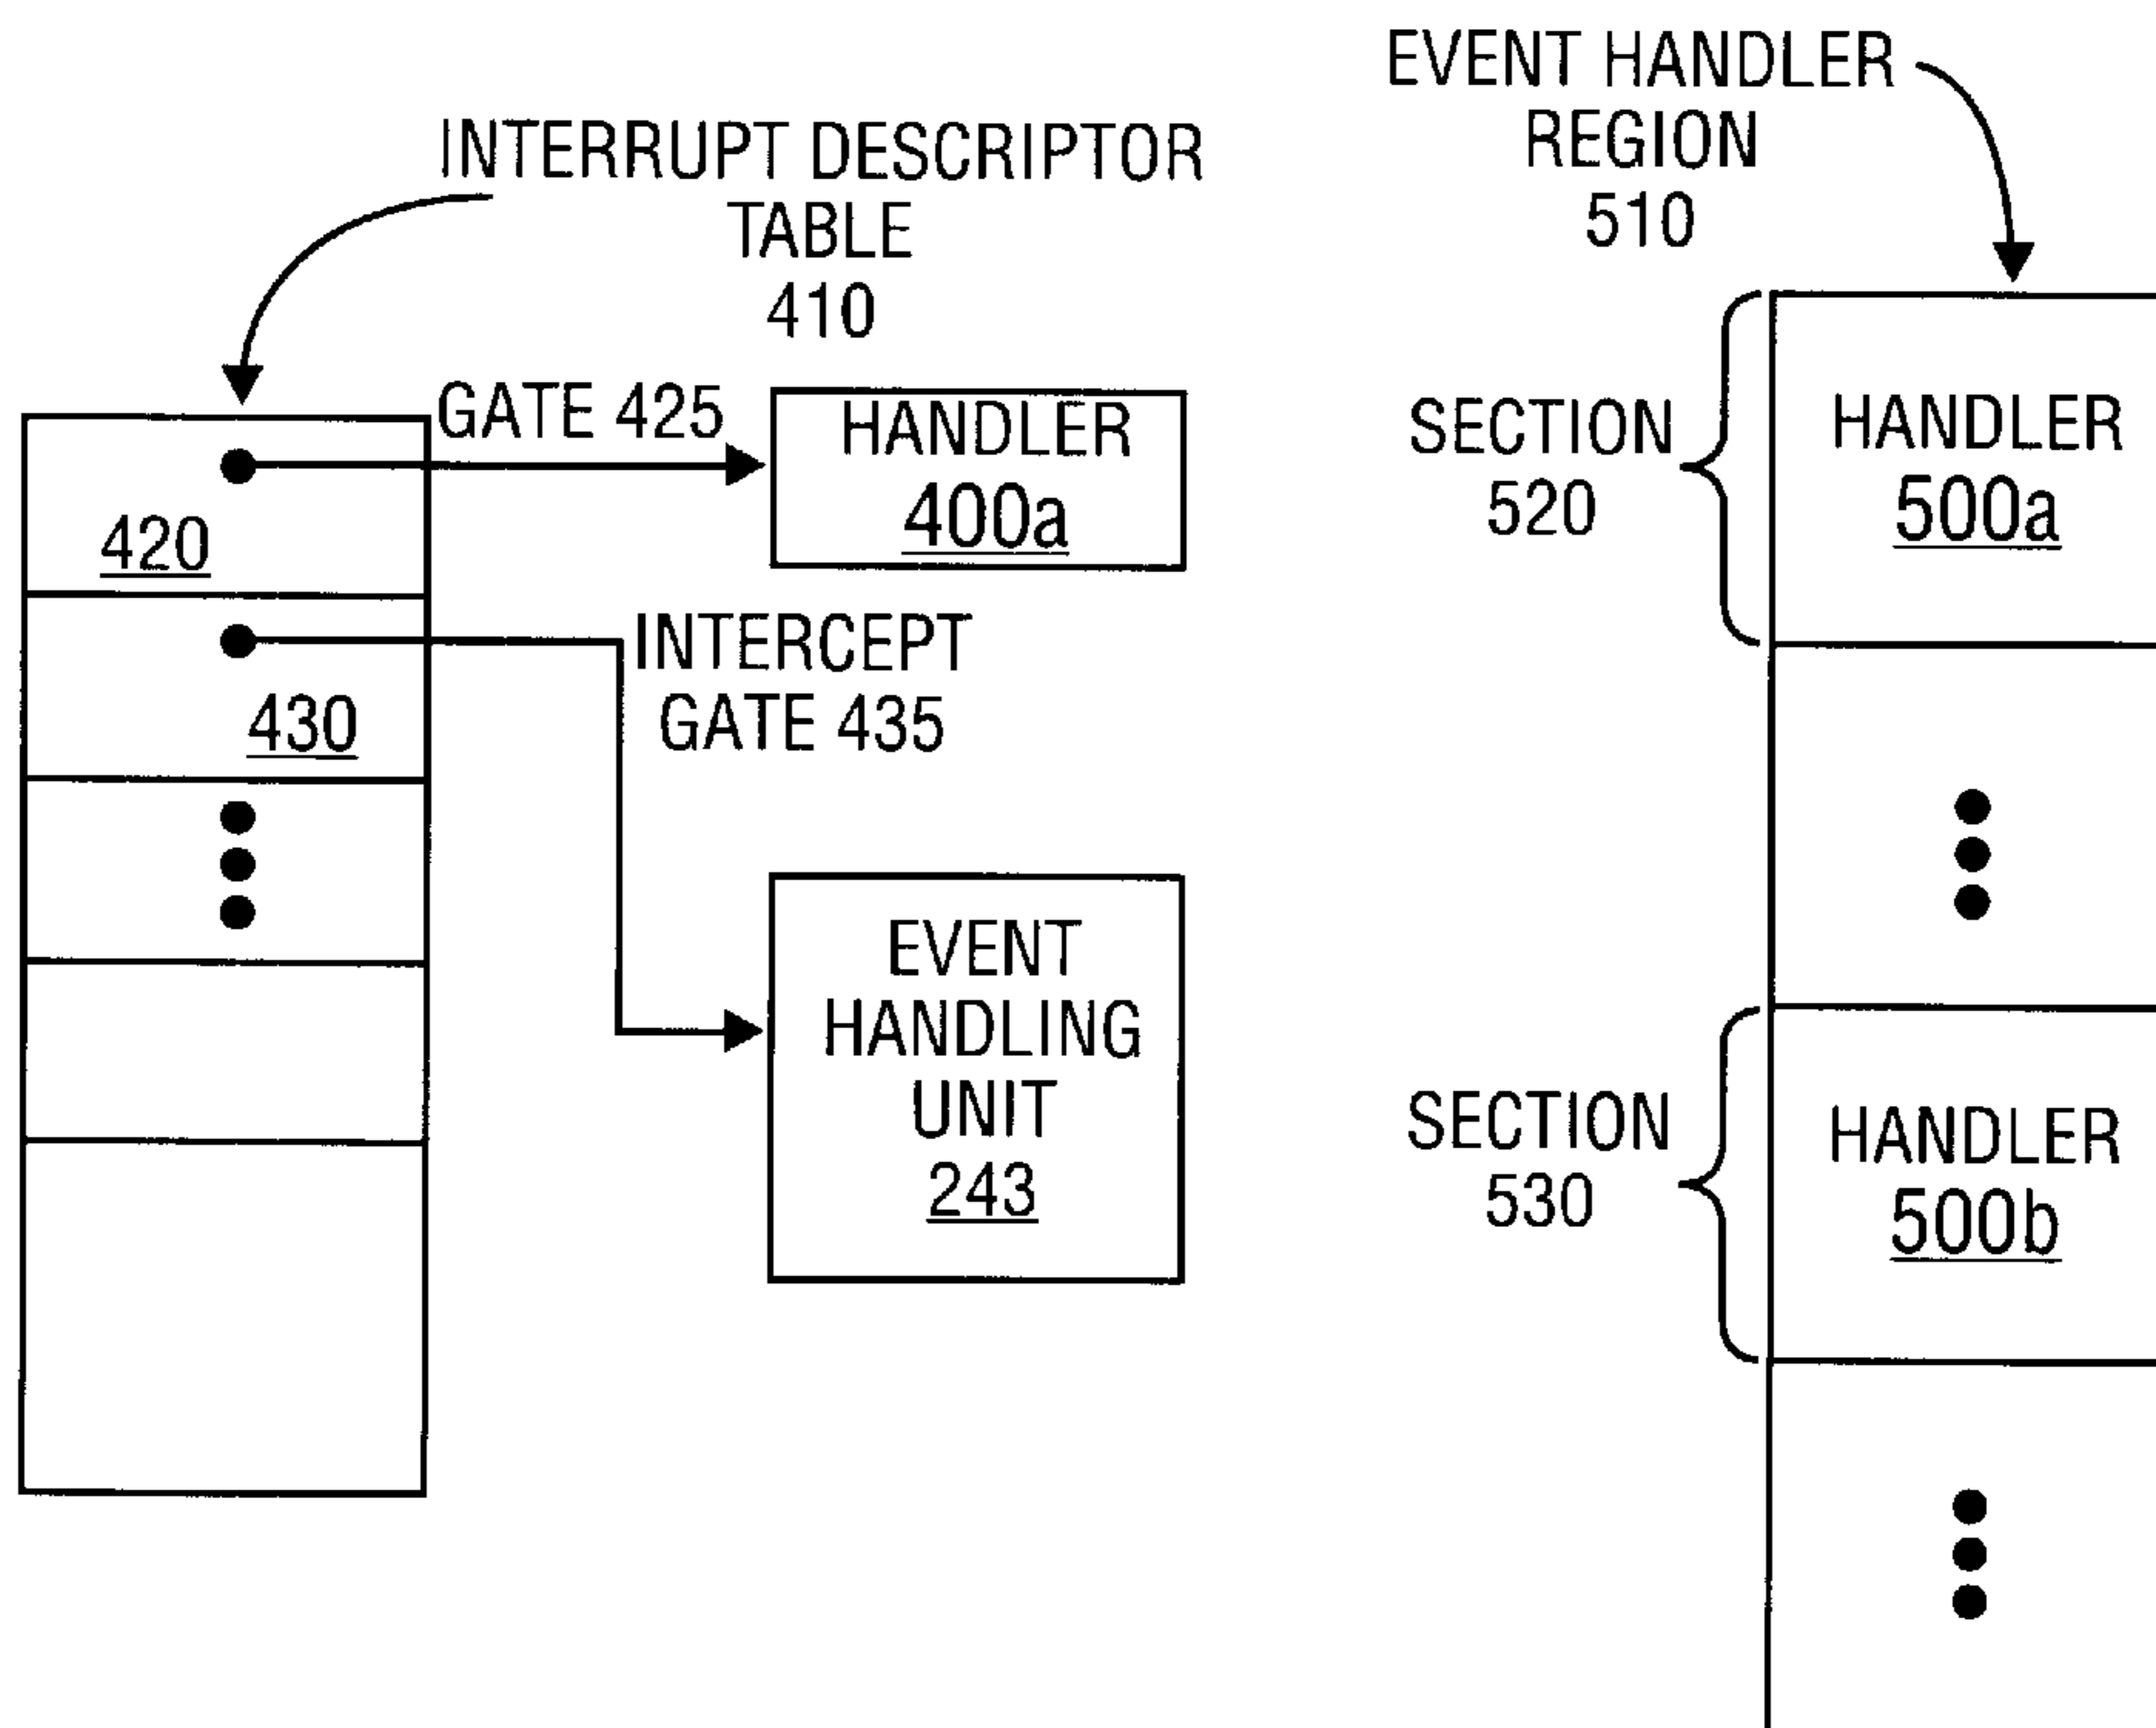 INTERRUPT DESCRIPTOR
TABLE
410
GATE 425
HANDLER
400a
420
INTERCEPT
GATE 435
430
EVENT
HANDLING
UNIT
243
EVENT HANDLER
REGION
510
SECTION
520
HANDLER
500a
SECTION
530
HANDLER
500b